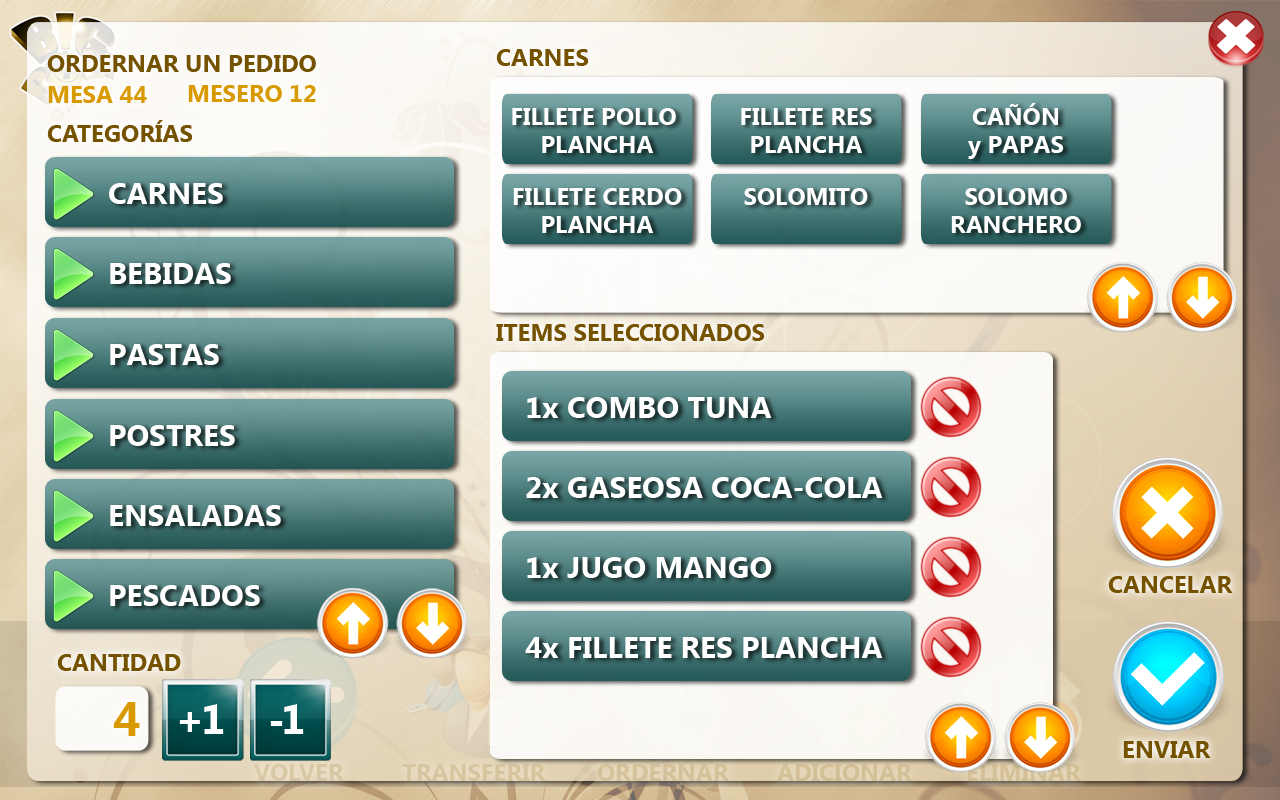 ORDERNAR UN PEDIDO
MESA 44 MESERO 12
CATEGORÍAS
CARNES
BEBIDAS
PASTAS
POSTRES
ENSALADAS
PESCADOS
CANTIDAD
4 +1 -1
CARNES
FILLETE POLLO
PLANCHA
FILLETE RES
PLANCHA
CAÑÓN
y PAPAS
FILLETE CERDO
PLANCHA
SOLOMITO
SOLOMO
RANCHERO
ITEMS SELECCIONADOS
1x COMBO TUNA
2x GASEOSA COCA-COLA
1x JUGO MANGO
4x FILLETE RES PLANCHA
CANCELAR
ENVIAR
VOLVER TRANSFERIR ORDERNAR ADICIONAR ELIMINAR